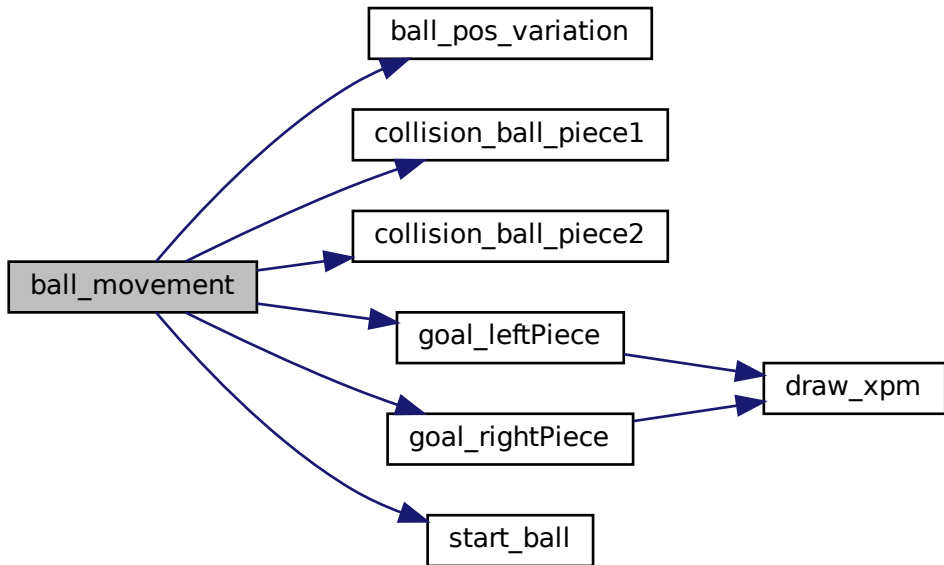 ball_pos_variation
collision_ball_piece1
collision_ball_piece2
ball_movement
goal_leftPiece
draw_xpm
goal_rightPiece
start_ball